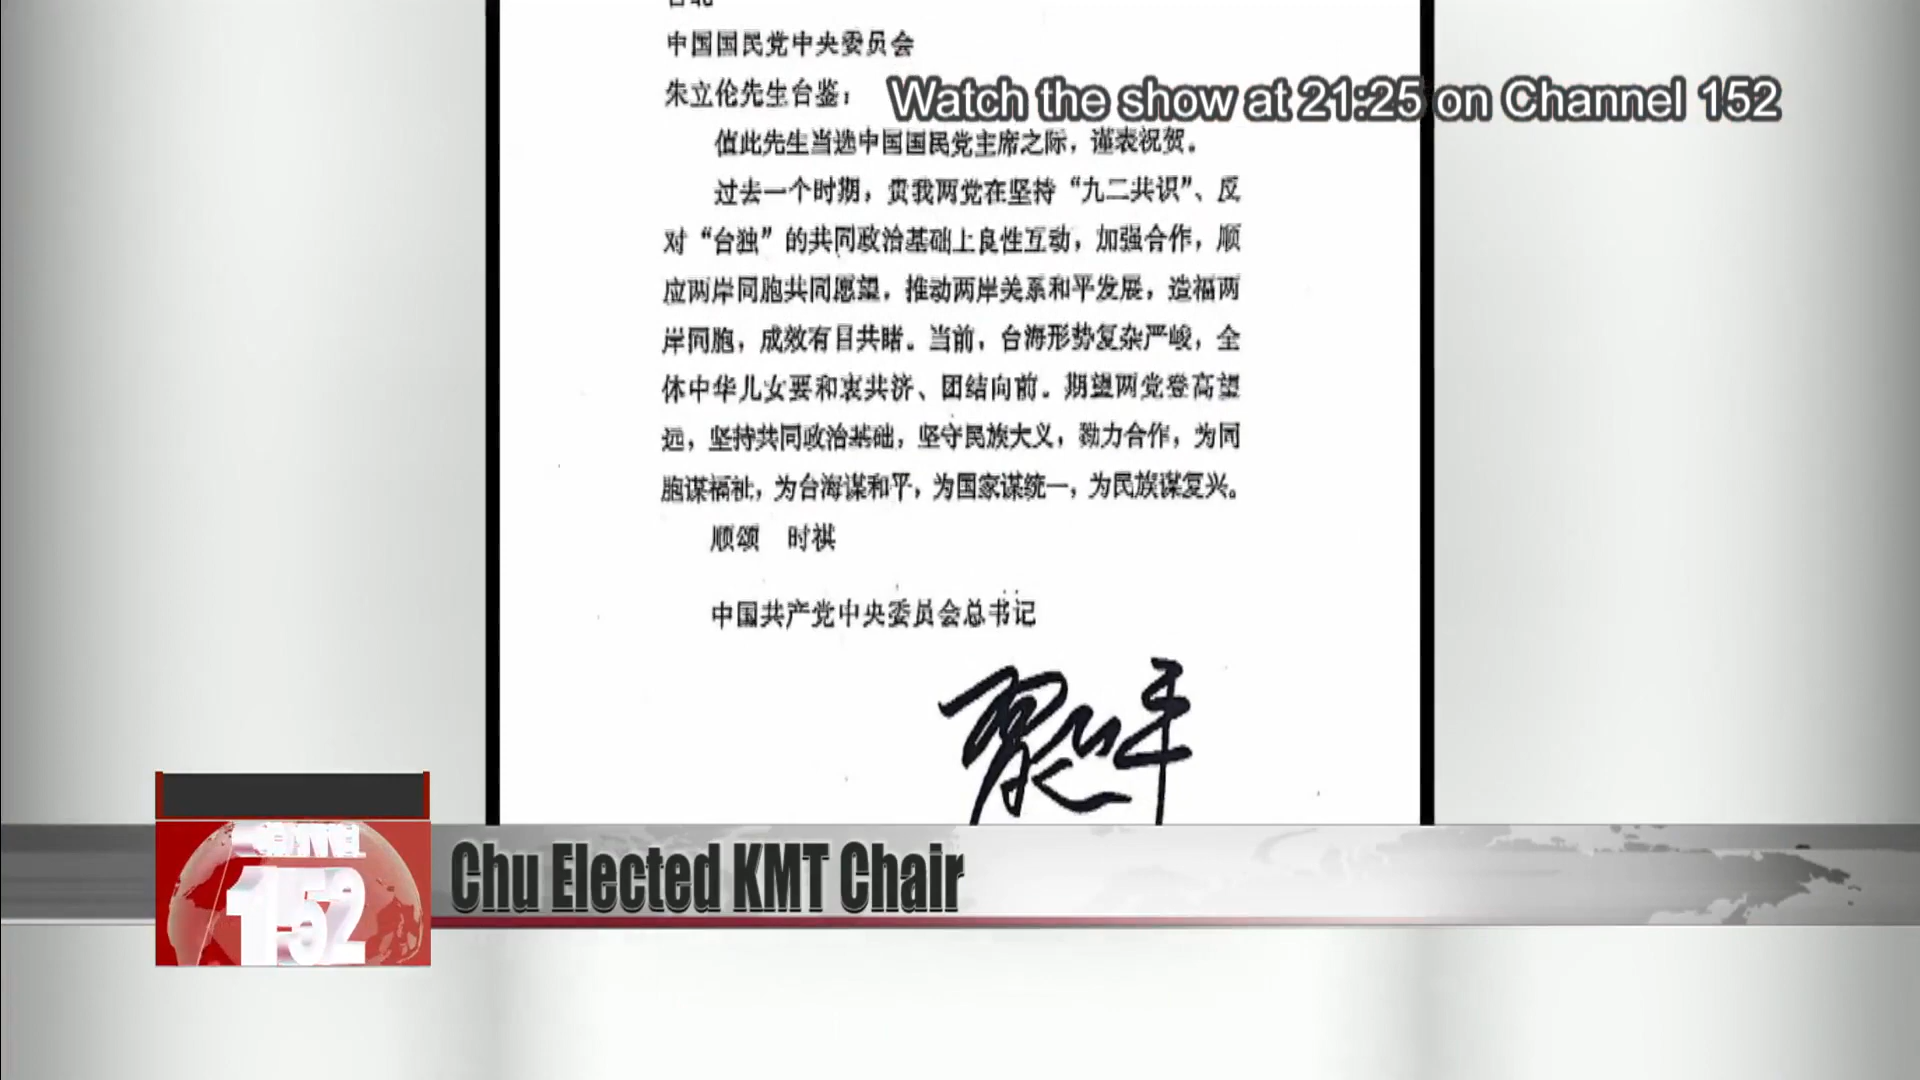 台北
中国国民党中央委员会
朱立伦先生台鉴：
Watch the show at 21:25 on Channel 152
值此先生当选中国国民党主席之际，谨表祝贺。
过去一个时期，贵我两党在坚持“九二共识”、反
对“台独”的共同政治基础上良性互动，加强合作，顺
应两岸同胞共同愿望，推动两岸关系和平发展，造福两
岸同胞，成效有目共睹。当前，台海形势复杂严峻，全
体中华儿女要和衷共济、团结向前。期望两党登高望
远，坚持共同政治基础，坚守民族大义，勠力合作，为同
胞谋福祉，为台海谋和平，为国家谋统一，为民族谋复兴。
顺颂　时祺
中国共产党中央委员会总书记
习近平
CHANNEL
152
Chu Elected KMT Chair